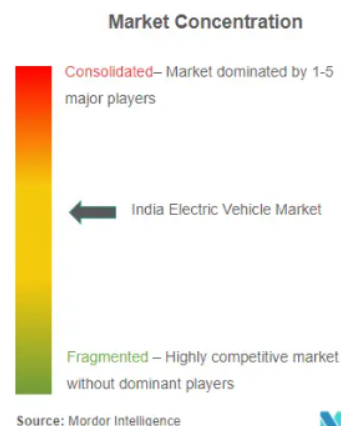 Market Concentration
Consolidated– Market dominated by 1-5
major players
India Electric Vehicle Market
Fragmented – Highly competitive market
without dominant players
Source: Mordor Intelligence